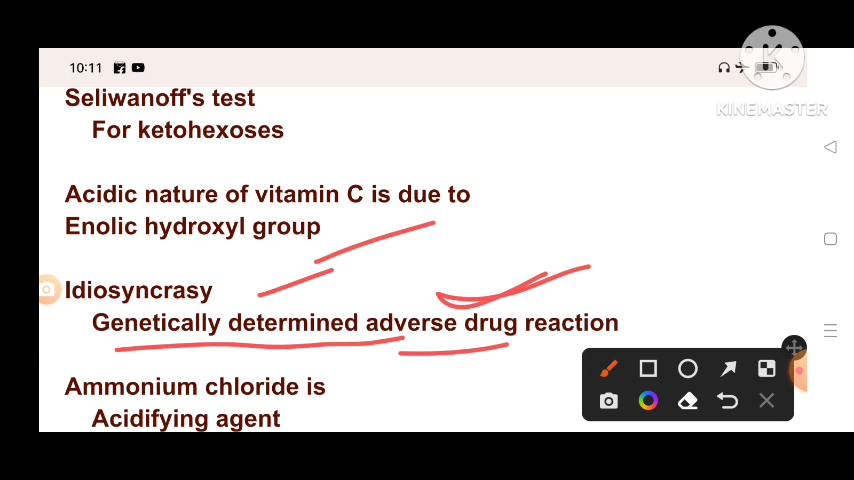 10:11
KINEMASTER
Seliwanoff's test
For ketohexoses
Acidic nature of vitamin C is due to
Enolic hydroxyl group
Idiosyncrasy
Genetically determined adverse drug reaction
Ammonium chloride is
Acidifying agent